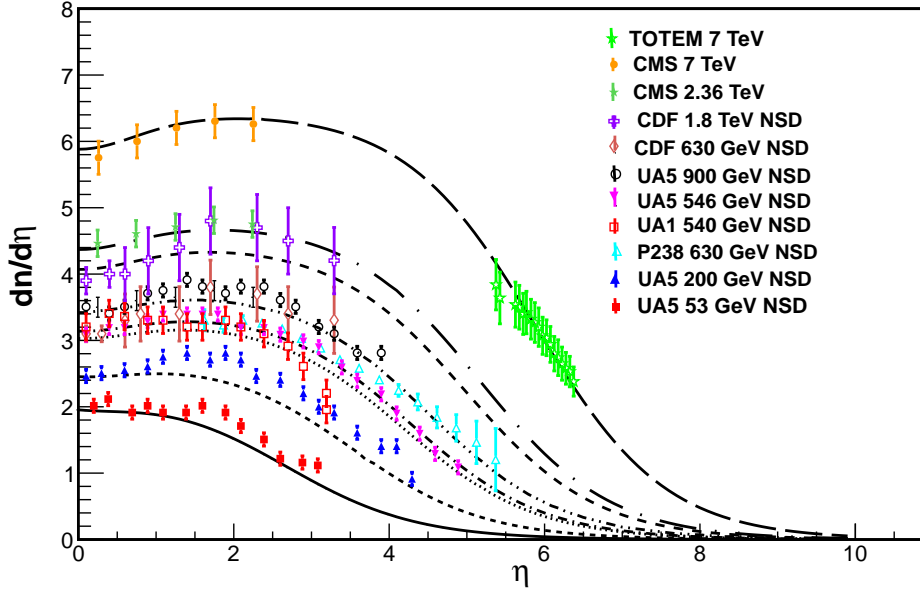 8
7
6
5
4
3
2
1
0
dn/dη
TOTEM 7 TeV
CMS 7 TeV
CMS 2.36 TeV
CDF 1.8 TeV NSD
CDF 630 GeV NSD
UA5 900 GeV NSD
UA5 546 GeV NSD
UA1 540 GeV NSD
P238 630 GeV NSD
UA5 200 GeV NSD
UA5 53 GeV NSD
0 2 4 6 8 10
η